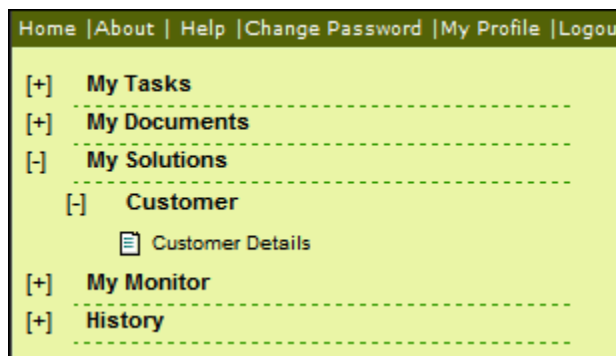 Home |About | Help |Change Password |My Profile |Logou
[+] My Tasks
[+] My Documents
[-] My Solutions
[-] Customer
Customer Details
[+] My Monitor
[+] History